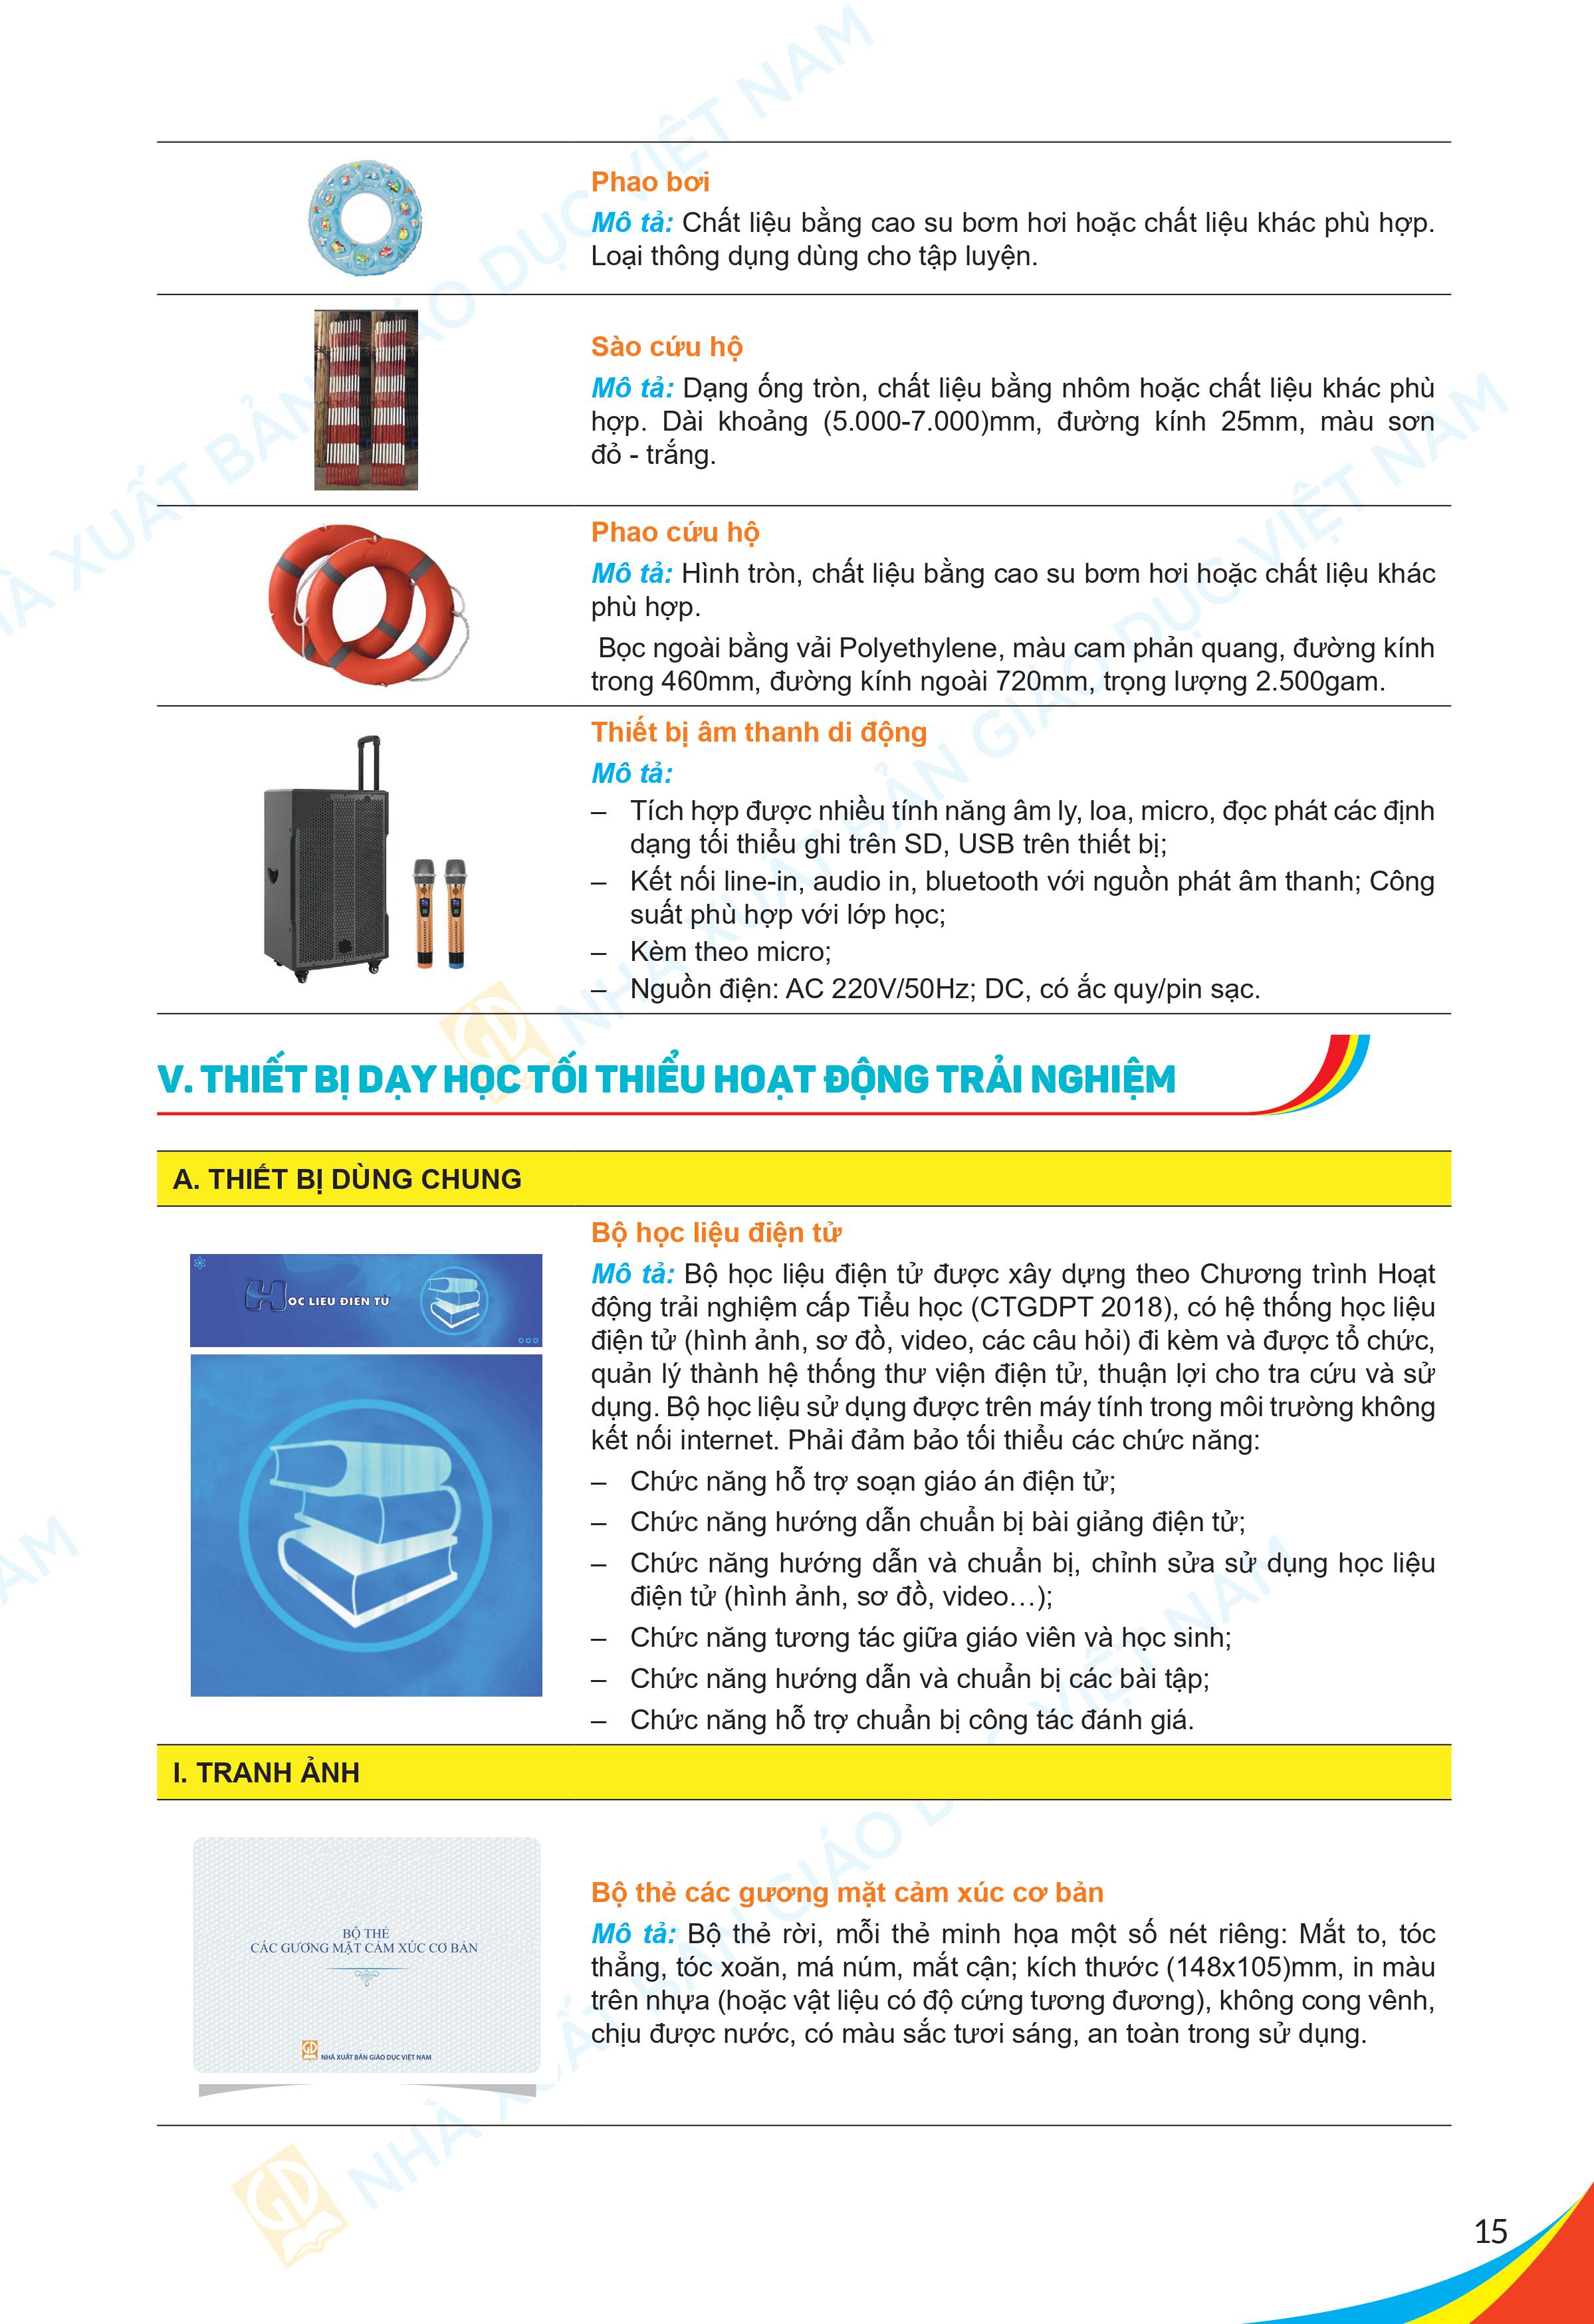 Phao bơi
Mô tả: Chất liệu bằng cao su bơm hơi hoặc chất liệu khác phù hợp.
Loại thông dụng dùng cho tập luyện.
Sào cứu hộ
Mô tả: Dạng ống tròn, chất liệu bằng nhôm hoặc chất liệu khác phù
hợp. Dài khoảng (5.000-7.000)mm, đường kính 25mm, màu sơn
đỏ - trắng.
Phao cứu hộ
Mô tả: Hình tròn, chất liệu bằng cao su bơm hơi hoặc chất liệu khác
phù hợp.
Bọc ngoài bằng vải Polyethylene, màu cam phản quang, đường kính
trong 460mm, đường kính ngoài 720mm, trọng lượng 2.500gam.
Thiết bị âm thanh di động
Mô tả:
– Tích hợp được nhiều tính năng âm ly, loa, micro, đọc phát các định
dạng tối thiểu ghi trên SD, USB trên thiết bị;
– Kết nối line-in, audio in, bluetooth với nguồn phát âm thanh; Công
suất phù hợp với lớp học;
– Kèm theo micro;
– Nguồn điện: AC 220V/50Hz; DC, có ắc quy/pin sạc.
V. THIẾT BỊ DẠY HỌC TỐI THIỂU HOẠT ĐỘNG TRẢI NGHIỆM
A. THIẾT BỊ DÙNG CHUNG
HỌC LIỆU ĐIỆN TỬ
Bộ học liệu điện tử
Mô tả: Bộ học liệu điện tử được xây dựng theo Chương trình Hoạt
động trải nghiệm cấp Tiểu học (CTGDPT 2018), có hệ thống học liệu
điện tử (hình ảnh, sơ đồ, video, các câu hỏi) đi kèm và được tổ chức,
quản lý thành hệ thống thư viện điện tử, thuận lợi cho tra cứu và sử
dụng. Bộ học liệu sử dụng được trên máy tính trong môi trường không
kết nối internet. Phải đảm bảo tối thiểu các chức năng:
– Chức năng hỗ trợ soạn giáo án điện tử;
– Chức năng hướng dẫn chuẩn bị bài giảng điện tử;
– Chức năng hướng dẫn và chuẩn bị, chỉnh sửa sử dụng học liệu
điện tử (hình ảnh, sơ đồ, video…);
– Chức năng tương tác giữa giáo viên và học sinh;
– Chức năng hướng dẫn và chuẩn bị các bài tập;
– Chức năng hỗ trợ chuẩn bị công tác đánh giá.
I. TRANH ẢNH
BỘ THẺ
CÁC GƯƠNG MẶT CẢM XÚC CƠ BẢN
NHÀ XUẤT BẢN GIÁO DỤC VIỆT NAM
Bộ thẻ các gương mặt cảm xúc cơ bản
Mô tả: Bộ thẻ rời, mỗi thẻ minh họa một số nét riêng: Mắt to, tóc
thẳng, tóc xoăn, má núm, mắt cận; kích thước (148x105)mm, in màu
trên nhựa (hoặc vật liệu có độ cứng tương đương), không cong vênh,
chịu được nước, có màu sắc tươi sáng, an toàn trong sử dụng.
NHÀ XUẤT BẢN GIÁO DỤC VIỆT NAM
NHÀ XUẤT BẢN GIÁO DỤC VIỆT NAM
NHÀ XUẤT BẢN GIÁO DỤC VIỆT NAM
NAM
15